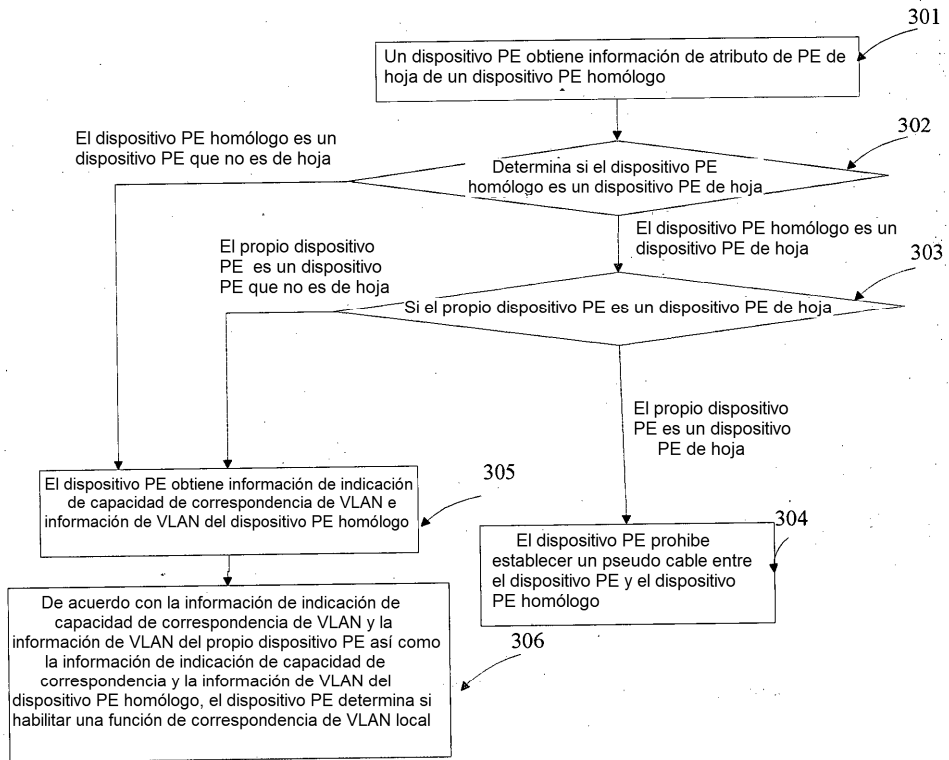 301
Un dispositivo PE obtiene información de atributo de PE de
hoja de un dispositivo PE homólogo
302
El dispositivo PE homólogo es un
dispositivo PE que no es de hoja
Determina si el dispositivo PE
homólogo es un dispositivo PE de hoja
El dispositivo PE homólogo es un
dispositivo PE de hoja
303
El propio dispositivo
PE es un dispositivo
PE que no es de hoja
Si el propio dispositivo PE es un dispositivo PE de hoja
El propio dispositivo
PE es un dispositivo
PE de hoja
305
El dispositivo PE obtiene información de indicación
de capacidad de correspondencia de VLAN e
información de VLAN del dispositivo PE homólogo
304
El dispositivo PE prohibe
establecer un pseudo cable entre
el dispositivo PE y el dispositivo
PE homólogo
306
De acuerdo con la información de indicación de
capacidad de correspondencia de VLAN y la
información de VLAN del propio dispositivo PE así como
la información de indicación de capacidad de
correspondencia y la información de VLAN del
dispositivo PE homólogo, el dispositivo PE determina si
habilitar una función de correspondencia de VLAN local